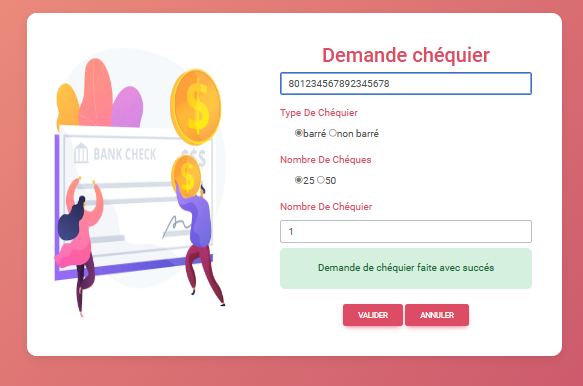 Demande chéquier
801234567892345678
Type De Chéquier
barré non barré
Nombre De Chéques
25 50
Nombre De Chéquier
1
Demande de chéquier faite avec succés
VALIDER ANNULER
BANK CHECK $$$
$
$